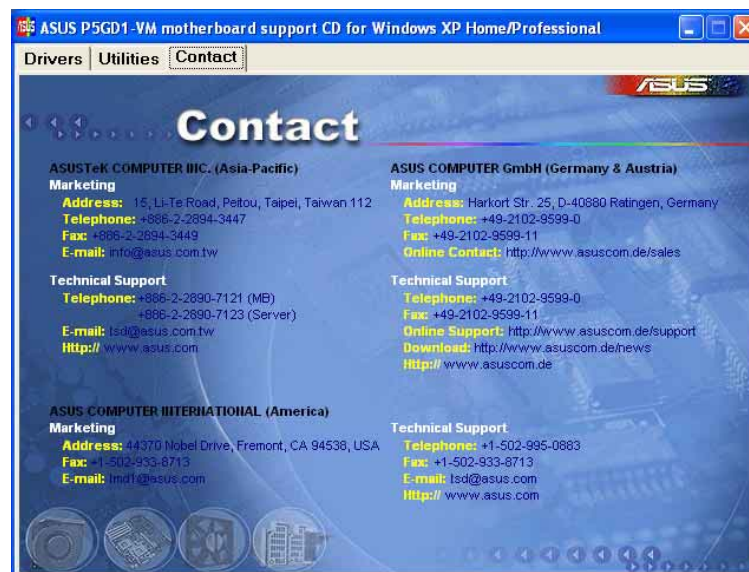 ASUS P5GD1-VM motherboard support CD for Windows XP Home/Professional
Drivers Utilities Contact
ASUS
Contact
ASUSTeK COMPUTER INC. (Asia-Pacific)
Marketing
Address: 15, Li-Te Road, Peitou, Taipei, Taiwan 112
Telephone: +886-2-2894-3447
Fax: +886-2-2894-3449
E-mail: info@asus.com.tw
Technical Support
Telephone: +886-2-2890-7121 (MB)
+886-2-2890-7123 (Server)
E-mail: tsd@asus.com.tw
Http:// www.asus.com
ASUS COMPUTER GmbH (Germany & Austria)
Marketing
Address: Harkort Str. 25, D-40880 Ratingen, Germany
Telephone: +49-2102-9599-0
Fax: +49-2102-9599-11
Online Contact: http://www.asuscom.de/sales
Technical Support
Telephone: +49-2102-9599-0
Fax: +49-2102-9599-11
Online Support: http://www.asuscom.de/support
Download: http://www.asuscom.de/news
Http:// www.asuscom.de
ASUS COMPUTER INTERNATIONAL (America)
Marketing
Address: 44370 Nobel Drive, Fremont, CA 94538, USA
Fax: +1-502-933-8713
E-mail: tmd1@asus.com
Technical Support
Telephone: +1-502-995-0883
Fax: +1-502-933-8713
E-mail: tsd@asus.com
Http:// www.asus.com